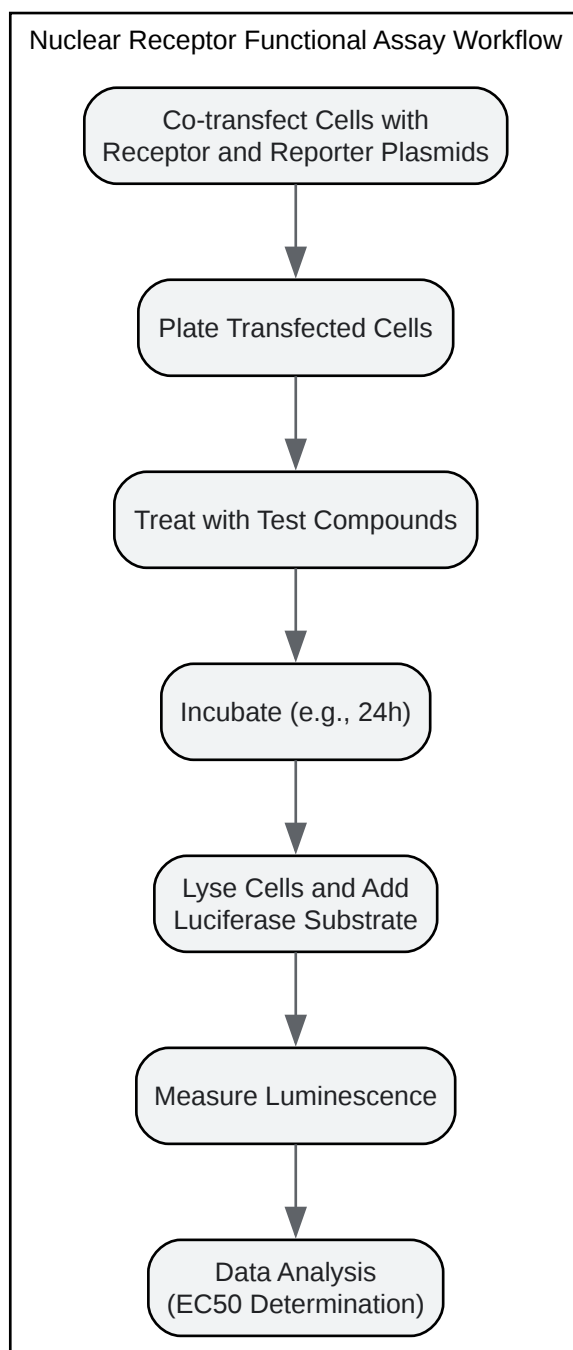 Nuclear Receptor Functional Assay Workflow
Co-transfect Cells with
Receptor and Reporter Plasmids
Plate Transfected Cells
Treat with Test Compounds
Incubate (e.g., 24h)
Lyse Cells and Add
Luciferase Substrate
Measure Luminescence
Data Analysis
(EC50 Determination)